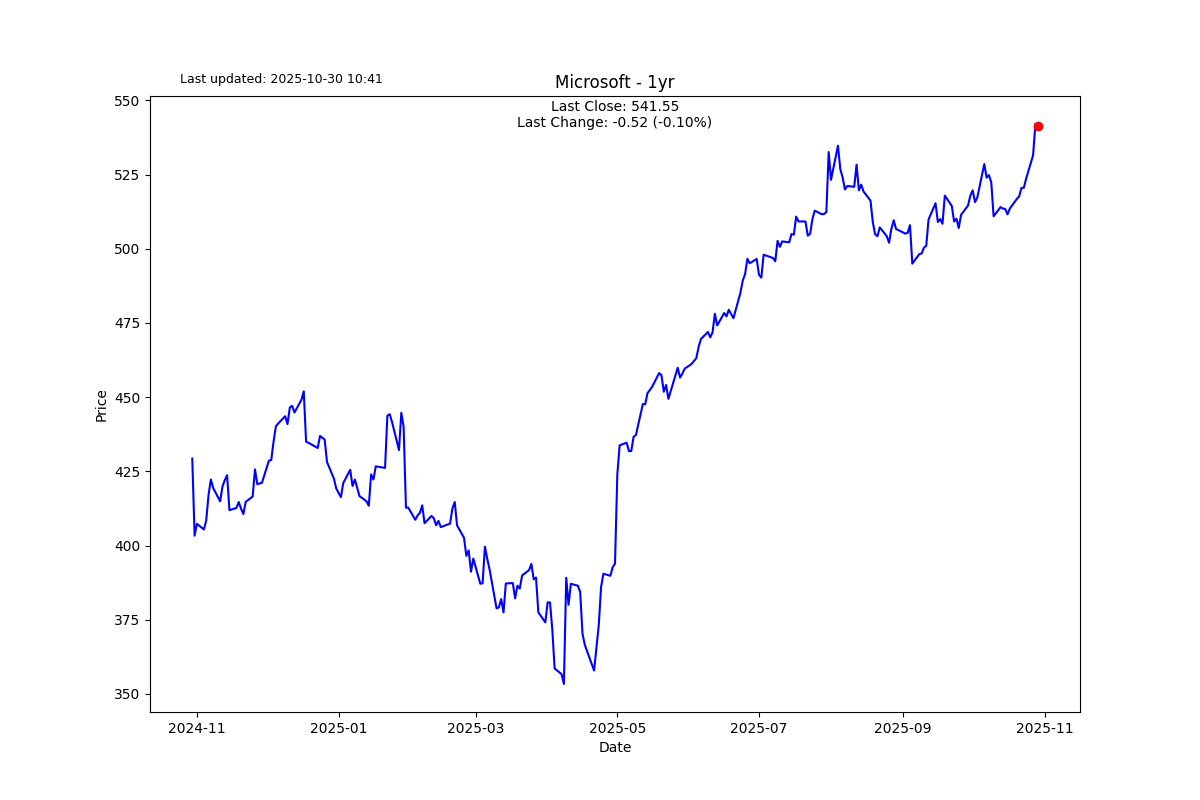 Last updated: 2025-10-30 10:41
Microsoft - 1yr
Last Close: 541.55
Last Change: -0.52 (-0.10%)
550
525
500
475
450
425
400
375
350
Price
2024-11 2025-01 2025-03 2025-05 2025-07 2025-09 2025-11
Date